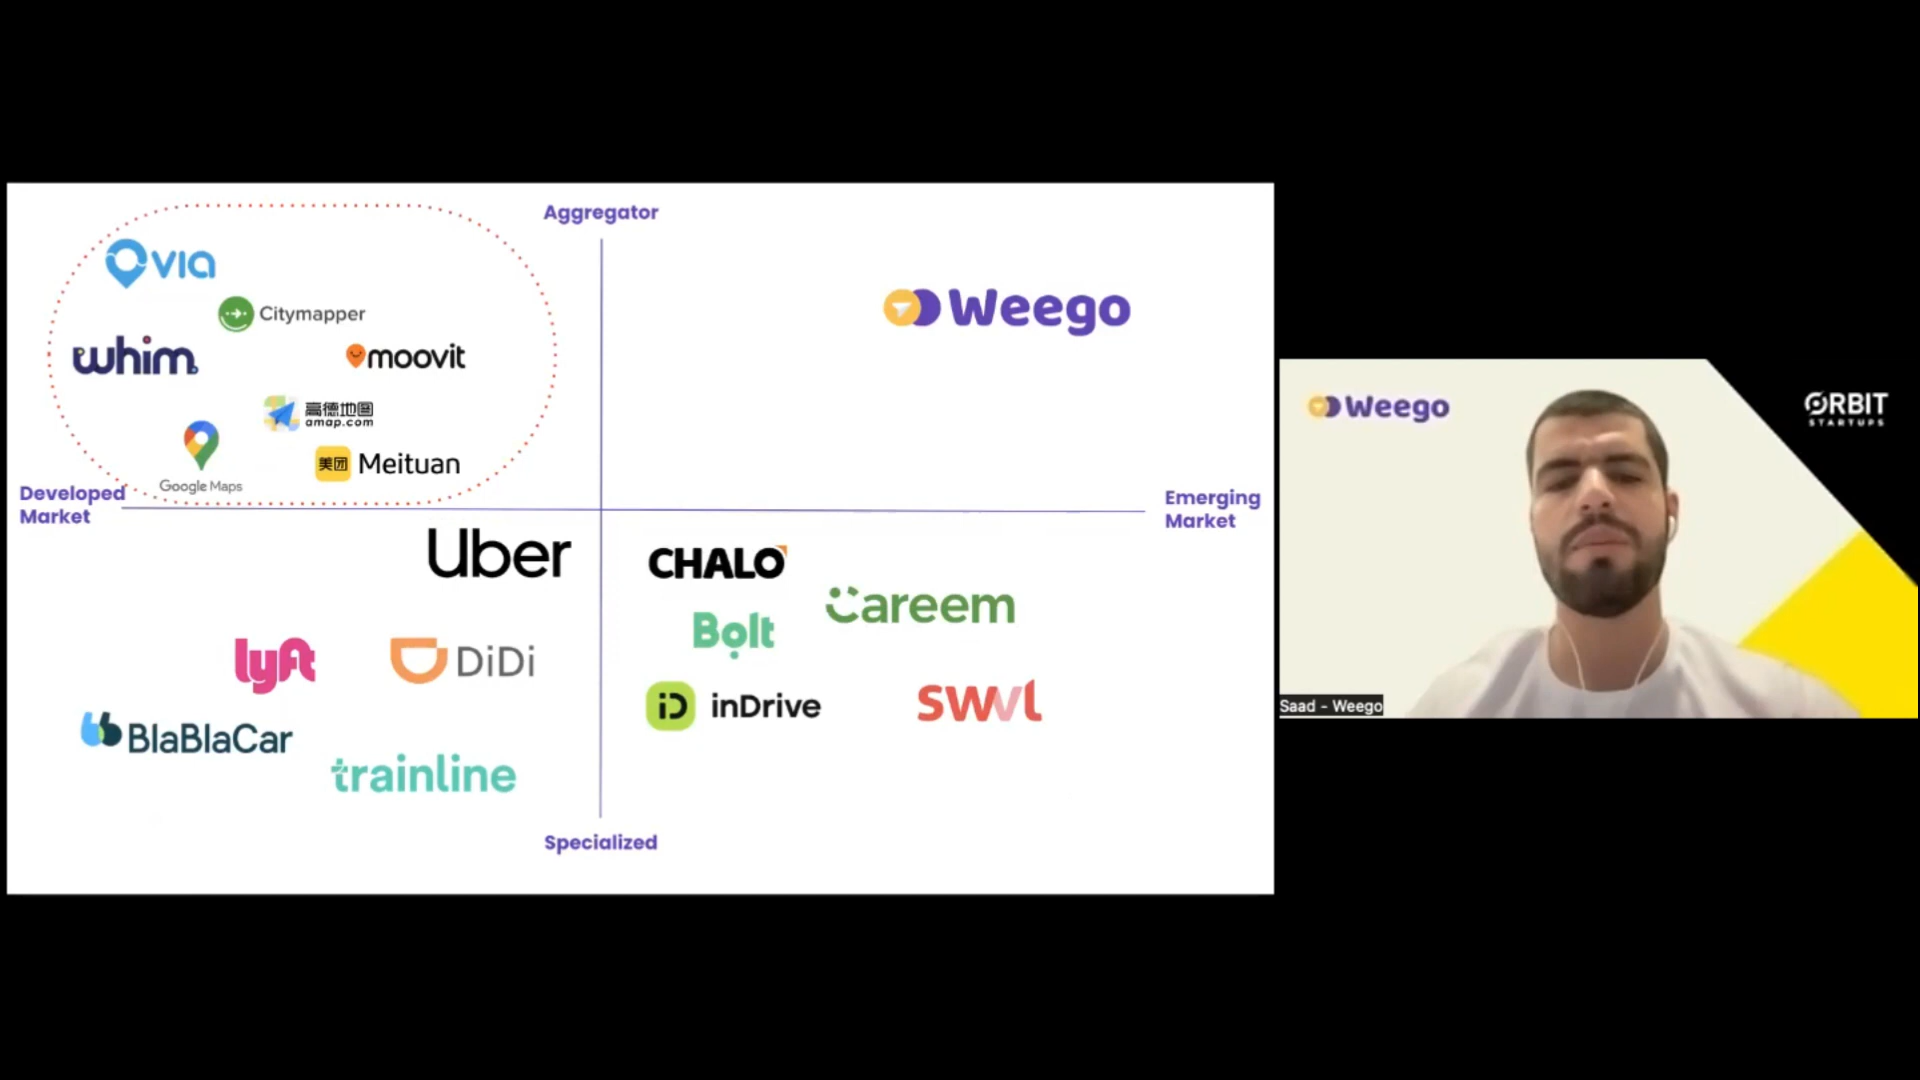 Aggregator
via
Citymapper
whim
moovit
高德地图
amap.com
美团 Meituan
Google Maps
Weego
Developed
Market
Emerging
Market
Uber
lyft
DiDi
BlaBlaCar
trainline
CHALO
Careem
Bolt
iD inDrive
SWVL
Specialized
Weego
ORBIT
STARTUPS
Saad - Weego